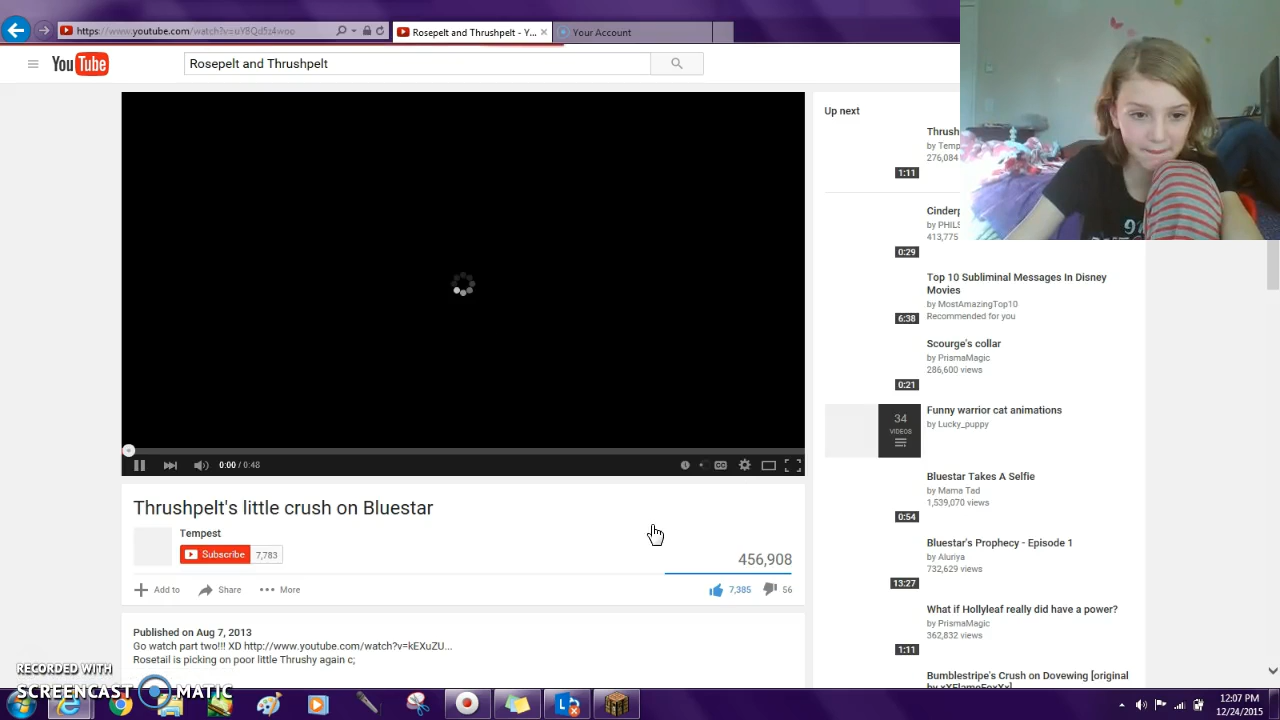 https://www.youtube.com/watch?v=uY8Qd5z4woo
Rosepelt and Thrushpelt - Y...
Your Account
YouTube
Rosepelt and Thrushpelt
Up next
Thrush
by Temp
276,084
1:11
Cinderp
by PHILS
413,775
0:29
Top 10 Subliminal Messages In Disney
Movies
by MostAmazingTop10
6:38
Recommended for you
Scourge's collar
by PrismaMagic
286,600 views
0:21
34
VIDEOS
Funny warrior cat animations
by Lucky_puppy
Bluestar Takes A Selfie
by Mama Tad
1,539,070 views
0:54
Bluestar's Prophecy - Episode 1
by Aluriya
732,629 views
13:27
What if Hollyleaf really did have a power?
by PrismaMagic
362,832 views
1:11
Bumblestripe's Crush on Dovewing [original
by xXFlameFoxXx]
0:00 / 0:48
CC
Thrushpelt's little crush on Bluestar
Tempest
Subscribe 7,783
456,908
Add to Share More
7,385 56
Published on Aug 7, 2013
Go watch part two!!! XD http://www.youtube.com/watch?v=kEXuZU...
Rosetail is picking on poor little Thrushy again c;
RECORDED WITH
SCREENCAST MATIC
12:07 PM
12/24/2015